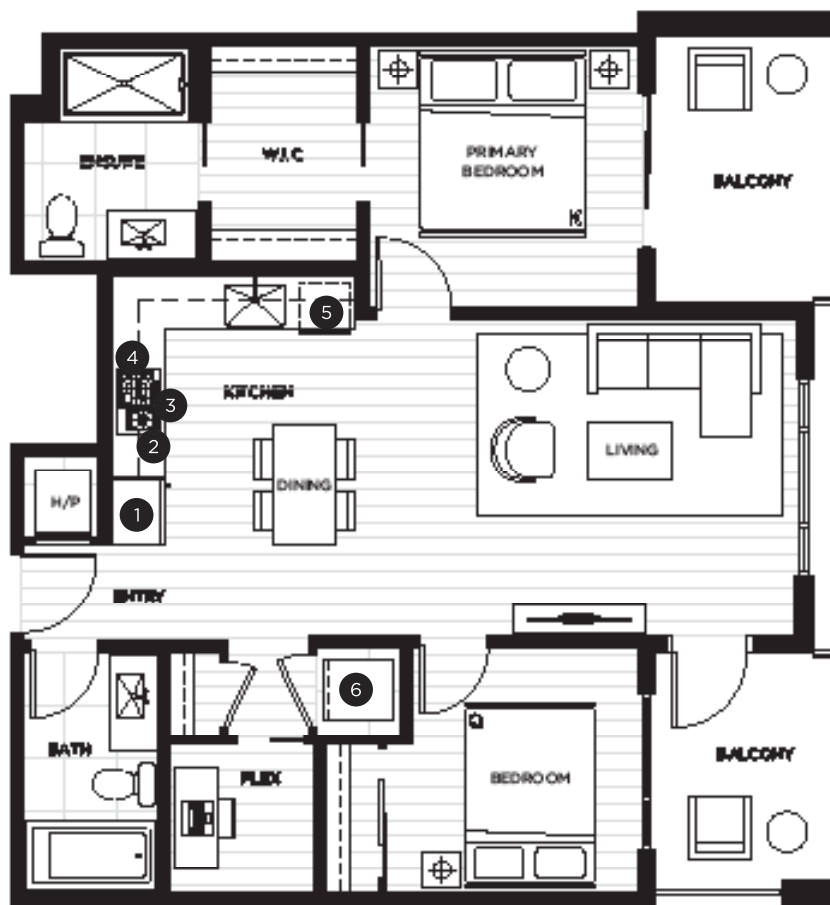 ENSUITE
W.I.C
PRIMARY
BEDROOM
BALCONY
K
5
4
KITCHEN
3
2
LIVING
DINING
H/P
1
ENTRY
6
Q
BATH
FLEX
BEDROOM
BALCONY